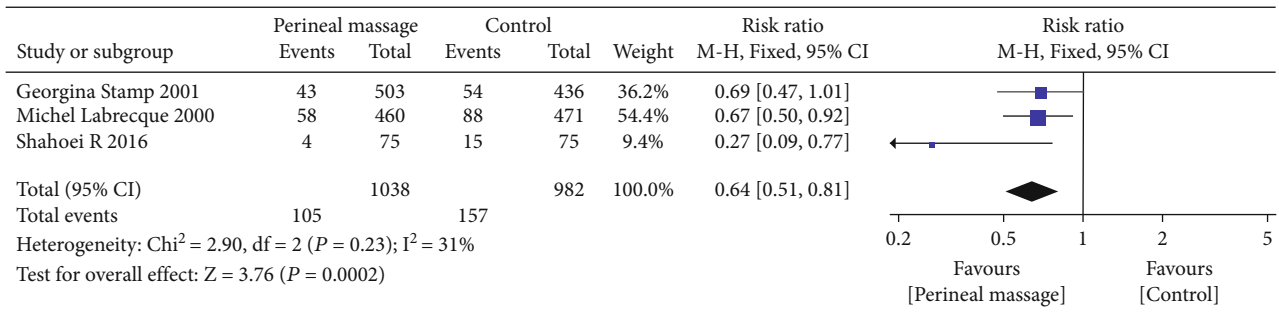 Perineal massage Control Risk ratio Risk ratio
Study or subgroup Events Total Events Total Weight M-H, Fixed, 95% CI M-H, Fixed, 95% CI
Georgina Stamp 2001 43 503 54 436 36.2% 0.69 [0.47, 1.01]
Michel Labrecque 2000 58 460 88 471 54.4% 0.67 [0.50, 0.92]
Shahoei R 2016 4 75 15 75 9.4% 0.27 [0.09, 0.77]
Total (95% CI) 1038 982 100.0% 0.64 [0.51, 0.81]
Total events 105 157
Heterogeneity: Chi² = 2.90, df = 2 (P = 0.23); I² = 31%
Test for overall effect: Z = 3.76 (P = 0.0002)
0.2 0.5 1 2 5
Favours Favours
[Perineal massage] [Control]